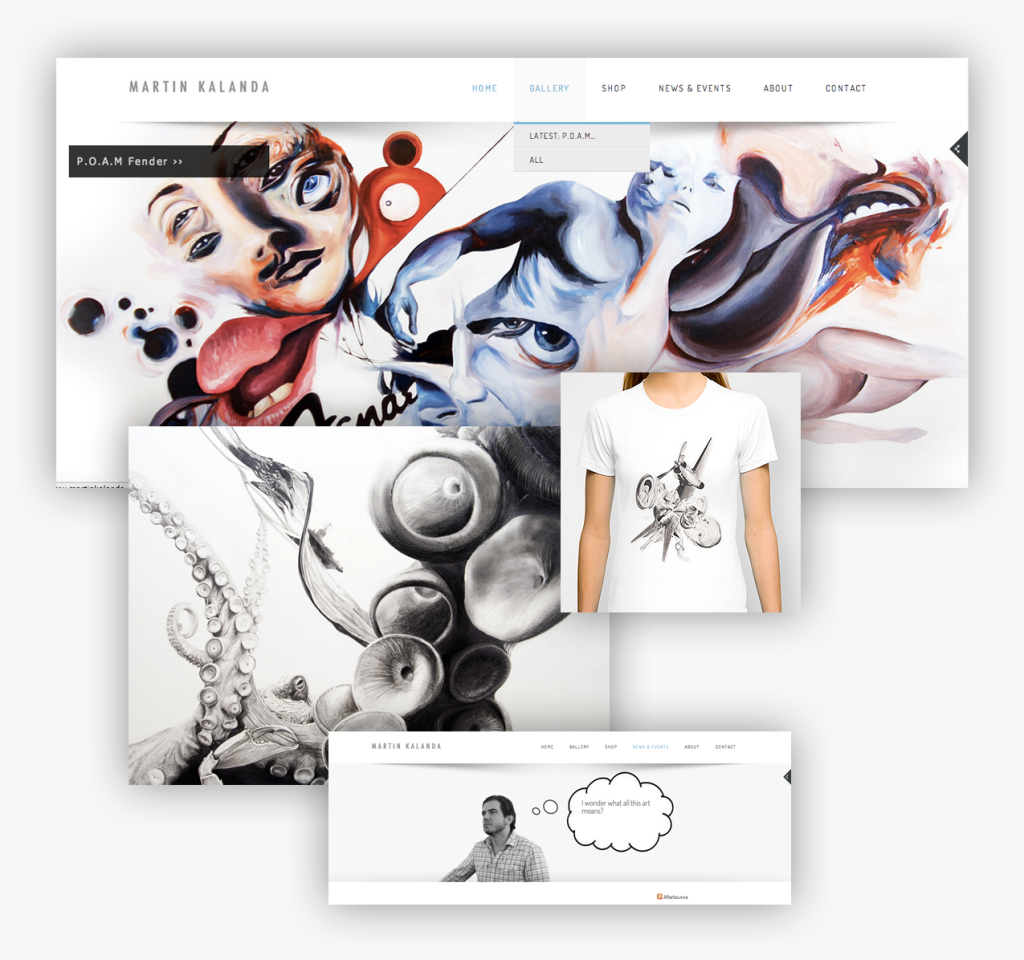 MARTIN KALANDA
HOME GALLERY SHOP NEWS & EVENTS ABOUT CONTACT
LATEST: P.O.A.M...
ALL
P.O.A.M Fender >>
MARTIN KALANDA
HOME GALLERY SHOP NEWS & EVENTS ABOUT CONTACT
I wonder what all this art
means?
Afterbounce